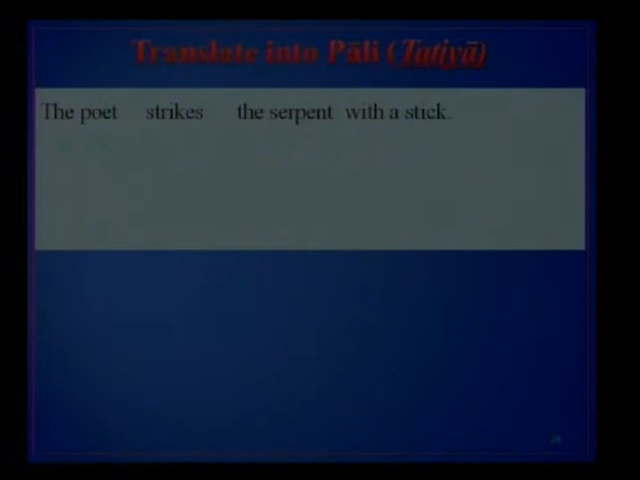 Translate into Pāli (Tatiyā)
The poet strikes the serpent with a stick.